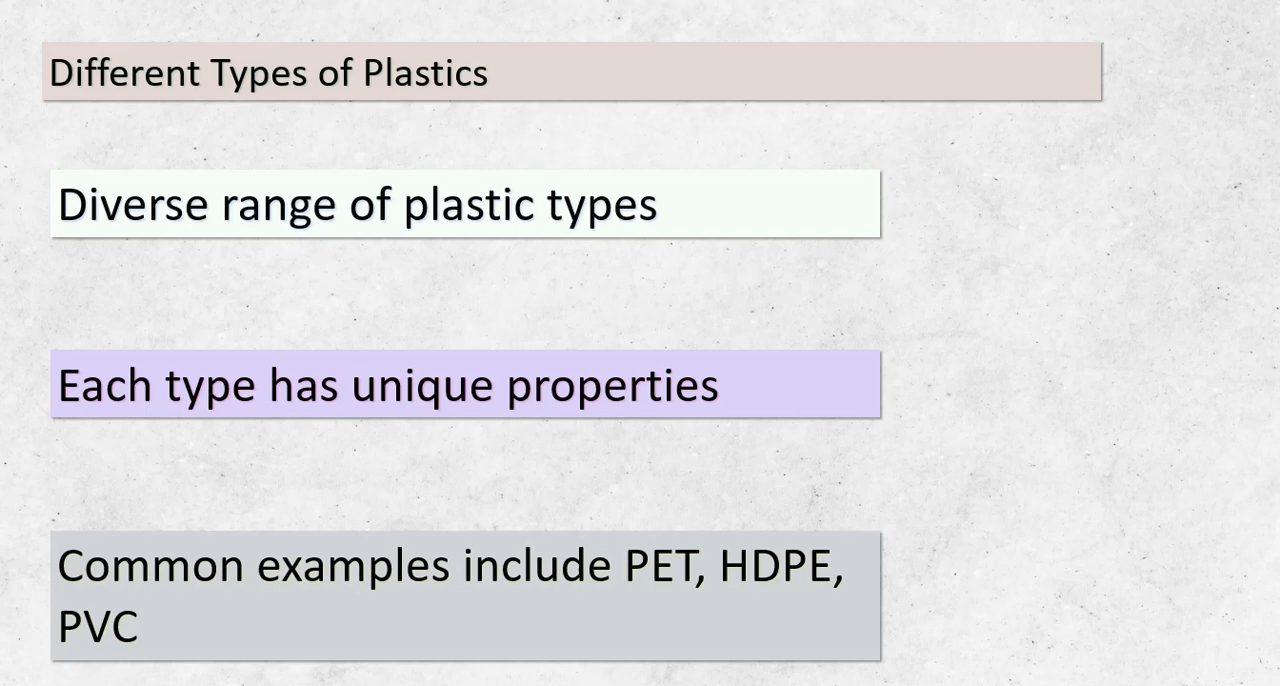 Different Types of Plastics
Diverse range of plastic types
Each type has unique properties
Common examples include PET, HDPE,
PVC